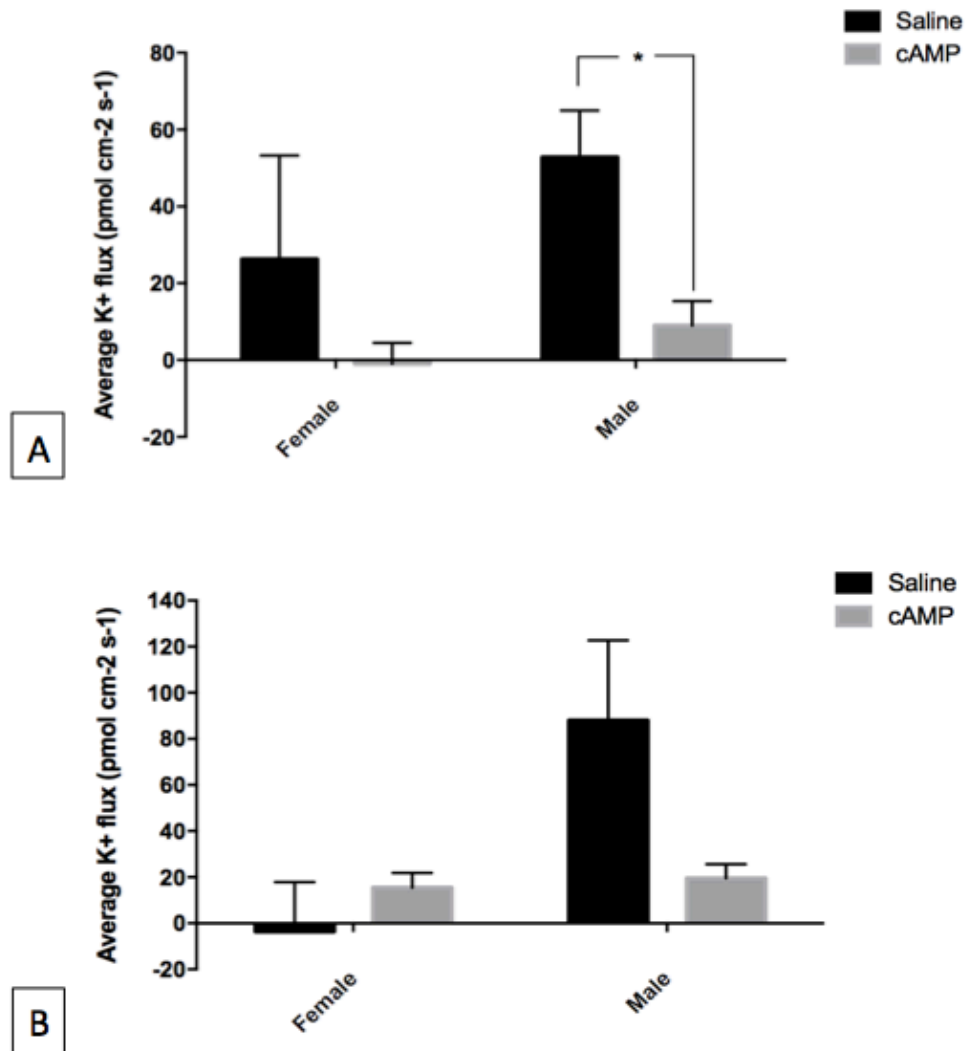 Saline
cAMP
80
60
40
20
0
-20
Average K+ flux (pmol cm-2 s-1)
*
Female
Male
A
Saline
cAMP
140
120
100
80
60
40
20
0
-20
Average K+ flux (pmol cm-2 s-1)
Female
Male
B